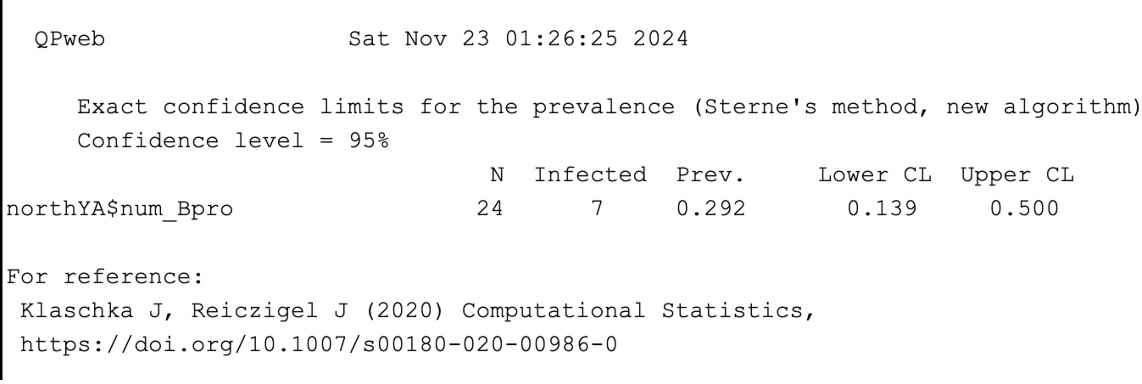 QPweb Sat Nov 23 01:26:25 2024
Exact confidence limits for the prevalence (Sterne's method, new algorithm)
Confidence level = 95%
N Infected Prev. Lower CL Upper CL
northYA$num_Bpro 24 7 0.292 0.139 0.500
For reference:
Klaschka J, Reiczigel J (2020) Computational Statistics,
https://doi.org/10.1007/s00180-020-00986-0